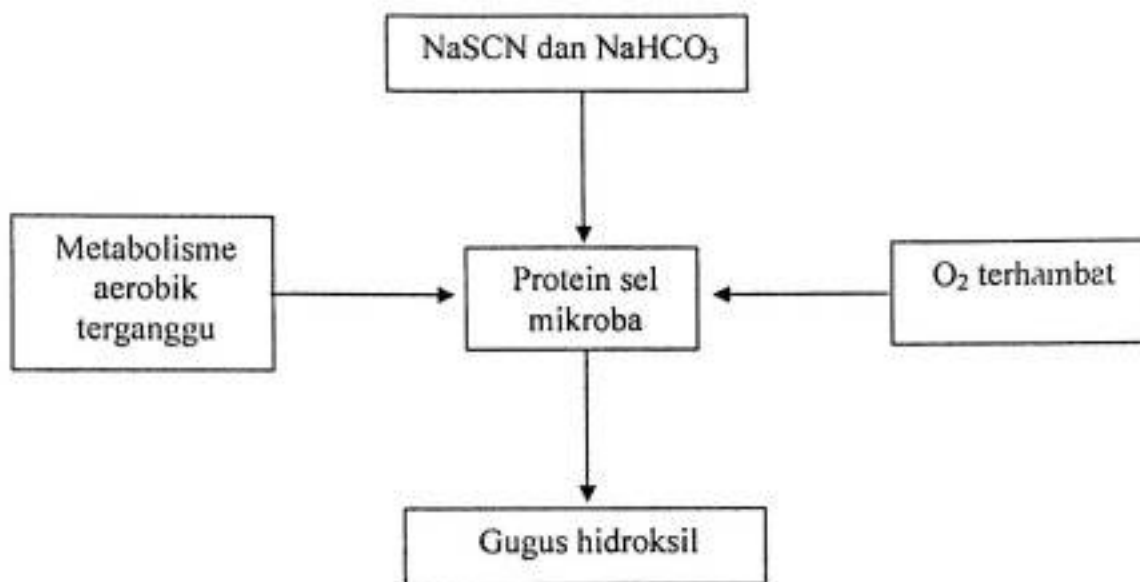 NaSCN dan NaHCO₃
Metabolisme
aerobik
terganggu
Protein sel
mikroba
O₂ terhambat
Gugus hidroksil